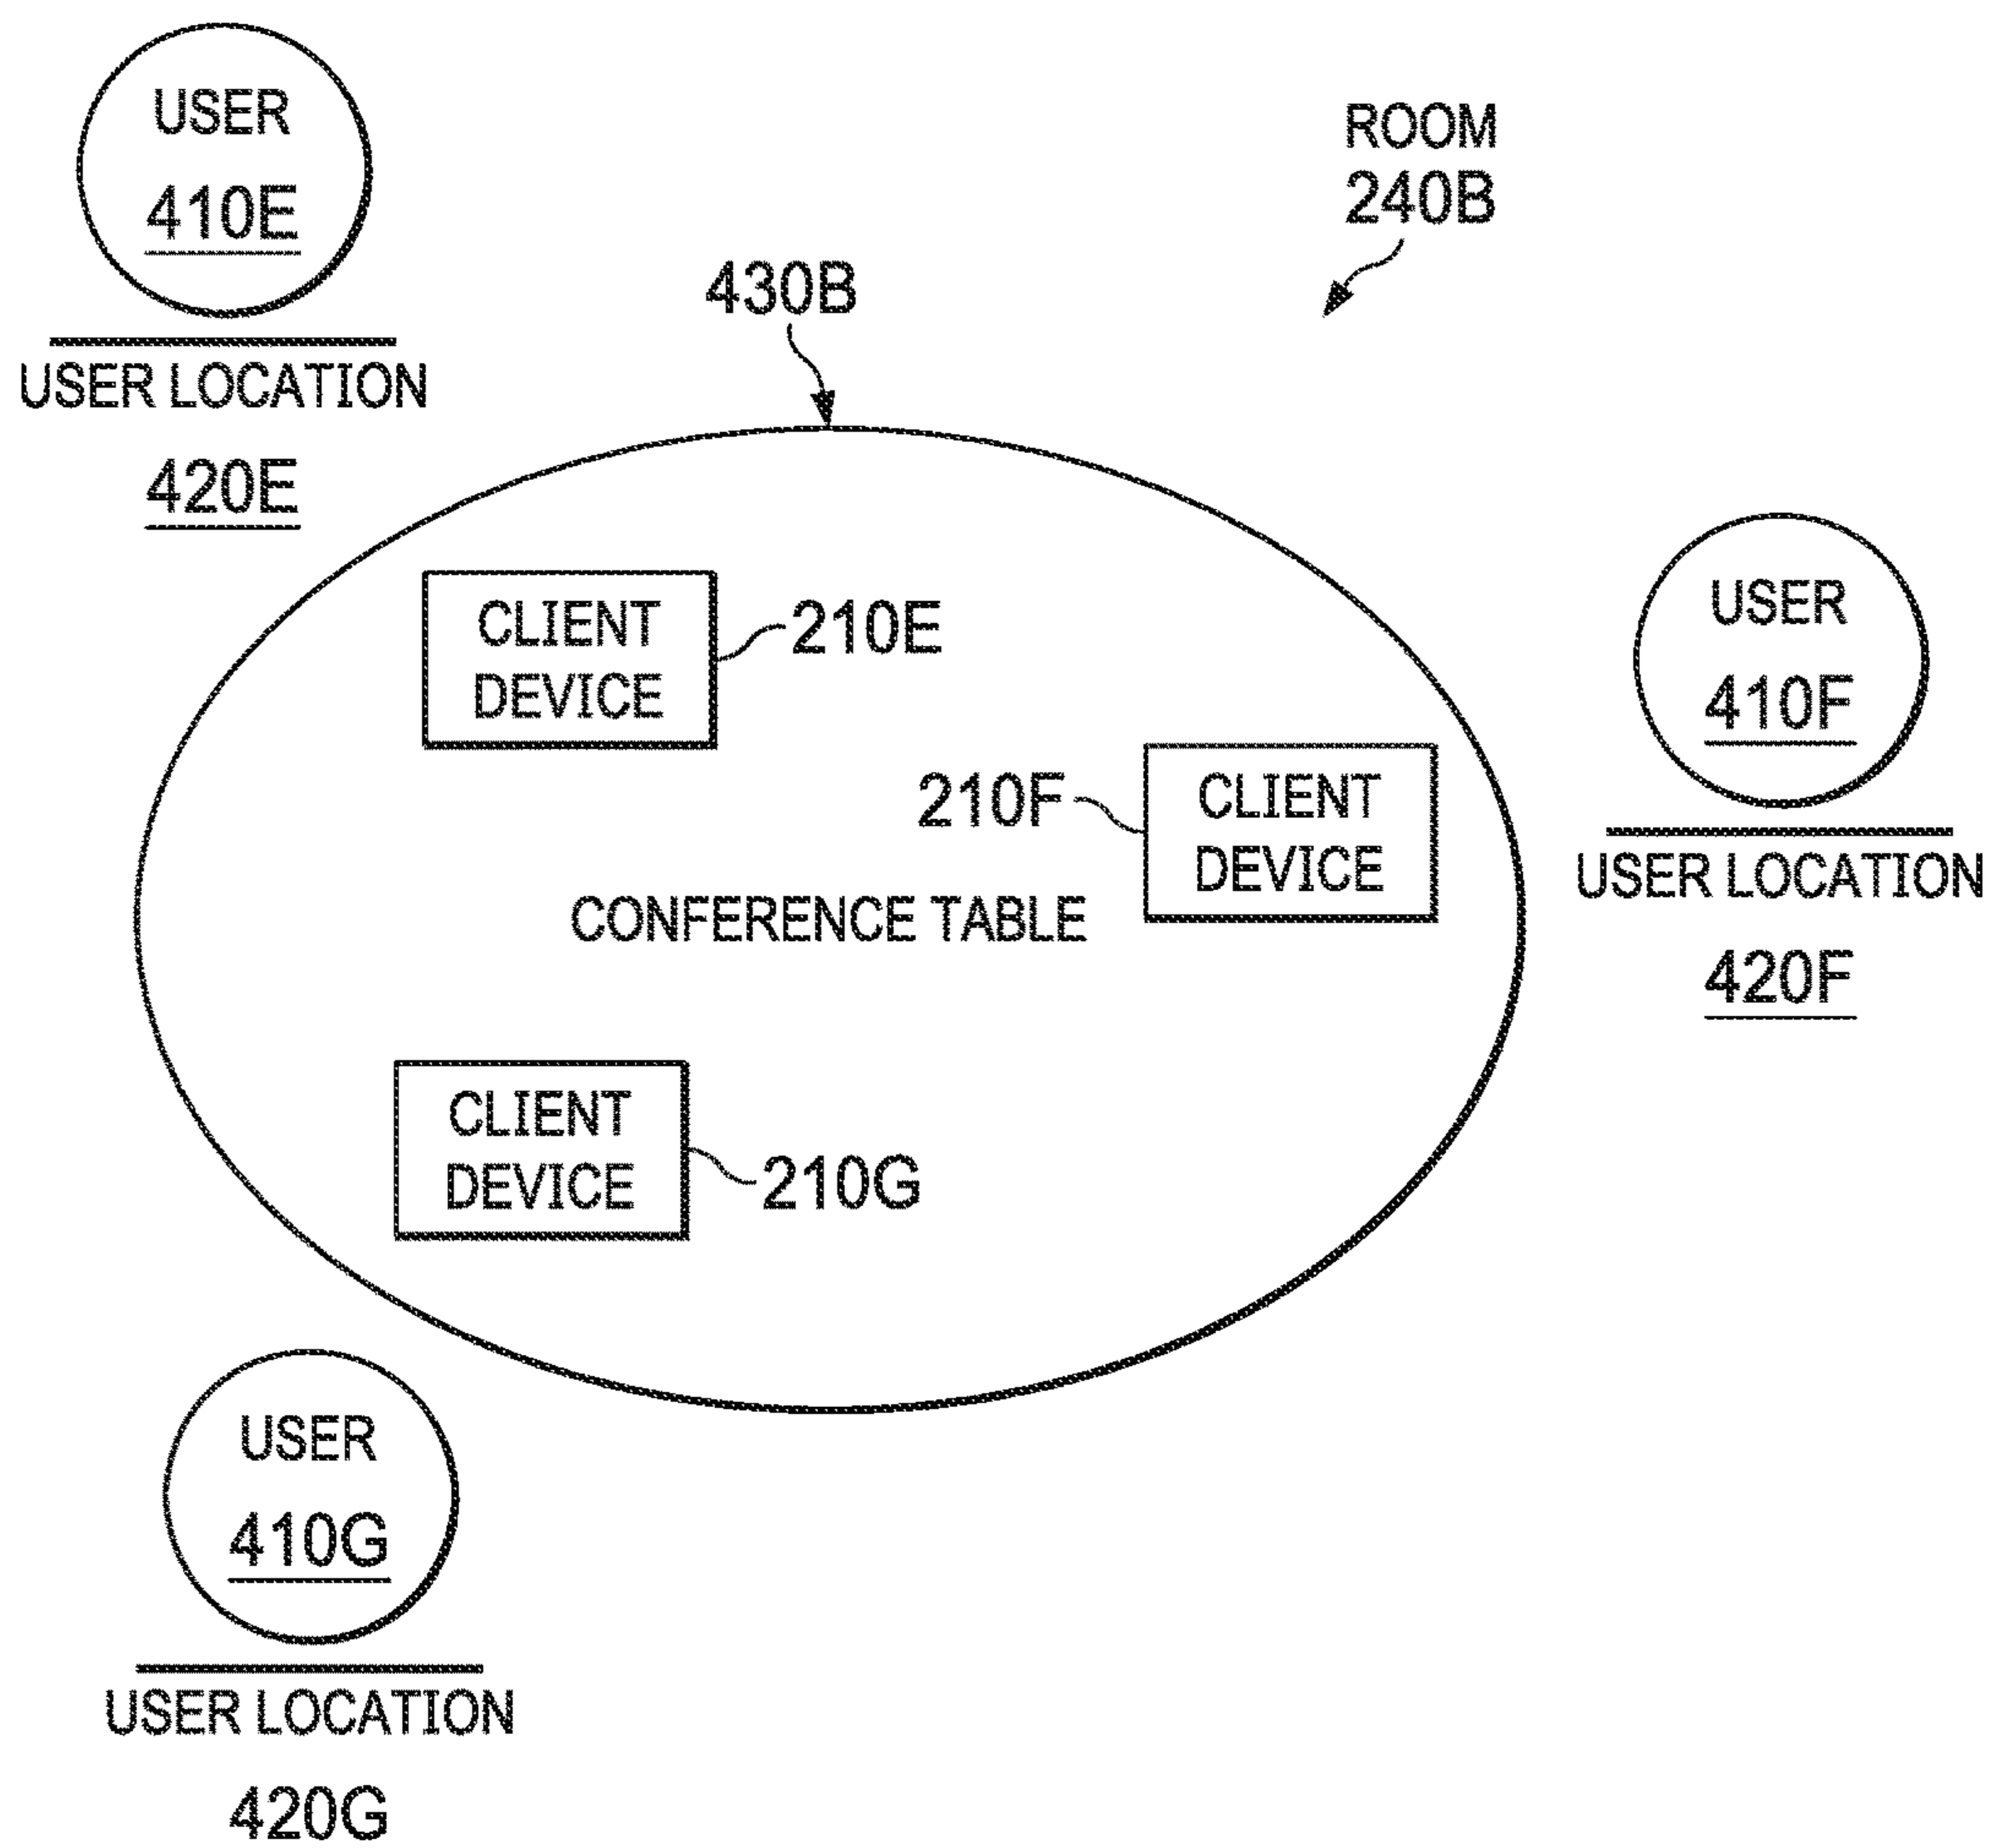 USER
410E
USER LOCATION
420E
ROOM
240B
430B
CLIENT
DEVICE
210E
USER
410F
USER LOCATION
420F
210F
CLIENT
DEVICE
CONFERENCE TABLE
CLIENT
DEVICE
210G
USER
410G
USER LOCATION
420G